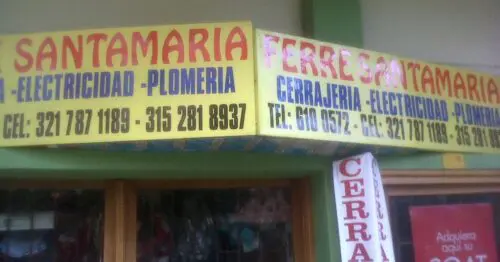 SANTAMARIA
-ELECTRICIDAD -PLOMERIA
CEL: 321 787 1189 - 315 281 8937
FERRE SANTAMARIA
CERRAJERIA -ELECTRICIDAD -PLOMERI
TEL: 610 0572 - CEL: 321 787 1189 - 315 281
CERRA
Adquiera
aquí su
SOAT